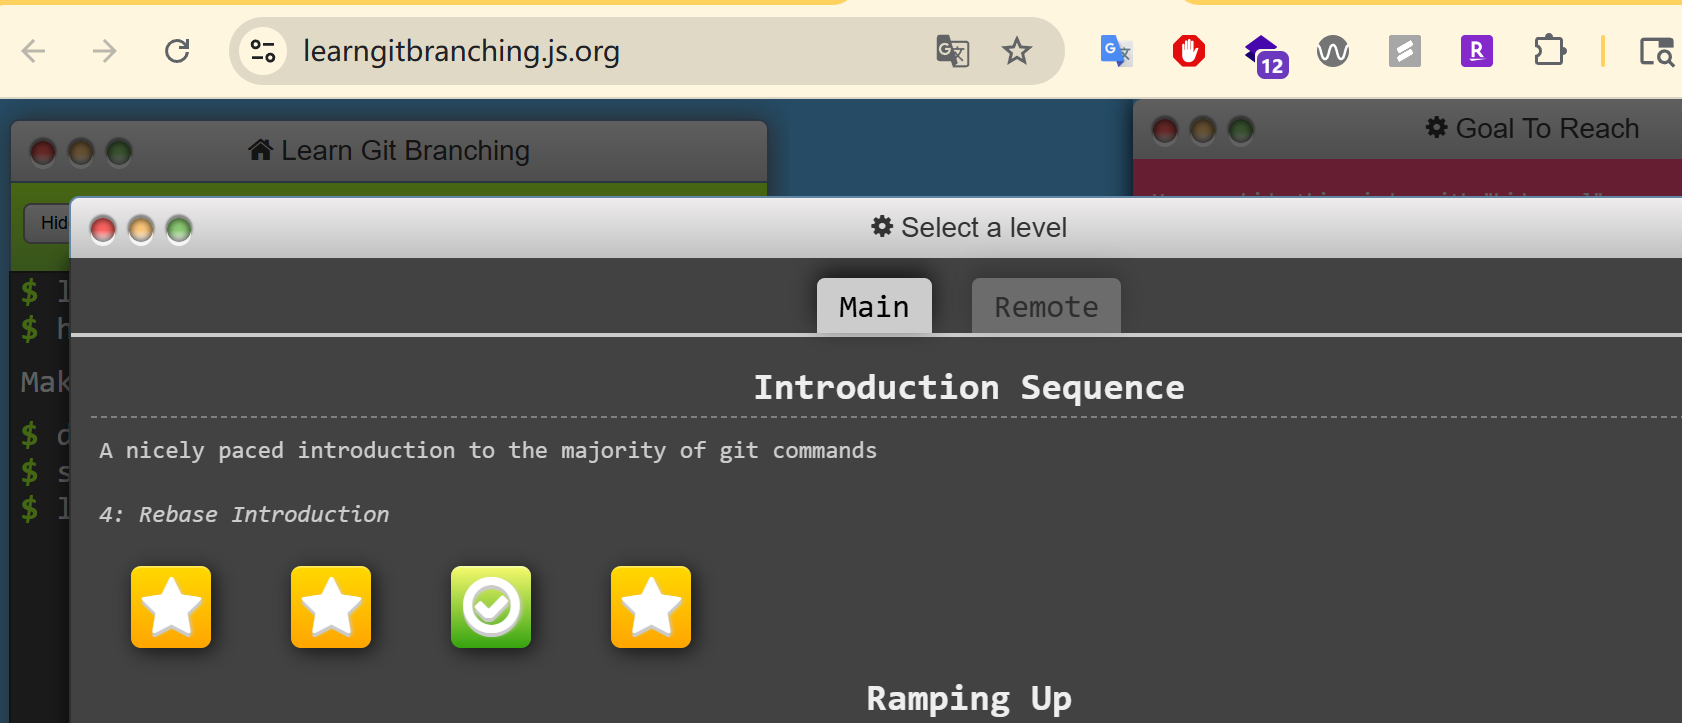 learngitbranching.js.org
12
R
Learn Git Branching
Goal To Reach
Hid
Select a level
$ l
$ h
Main
Remote
Mak
Introduction Sequence
$ d
A nicely paced introduction to the majority of git commands
$ s
$ l
4: Rebase Introduction
Ramping Up